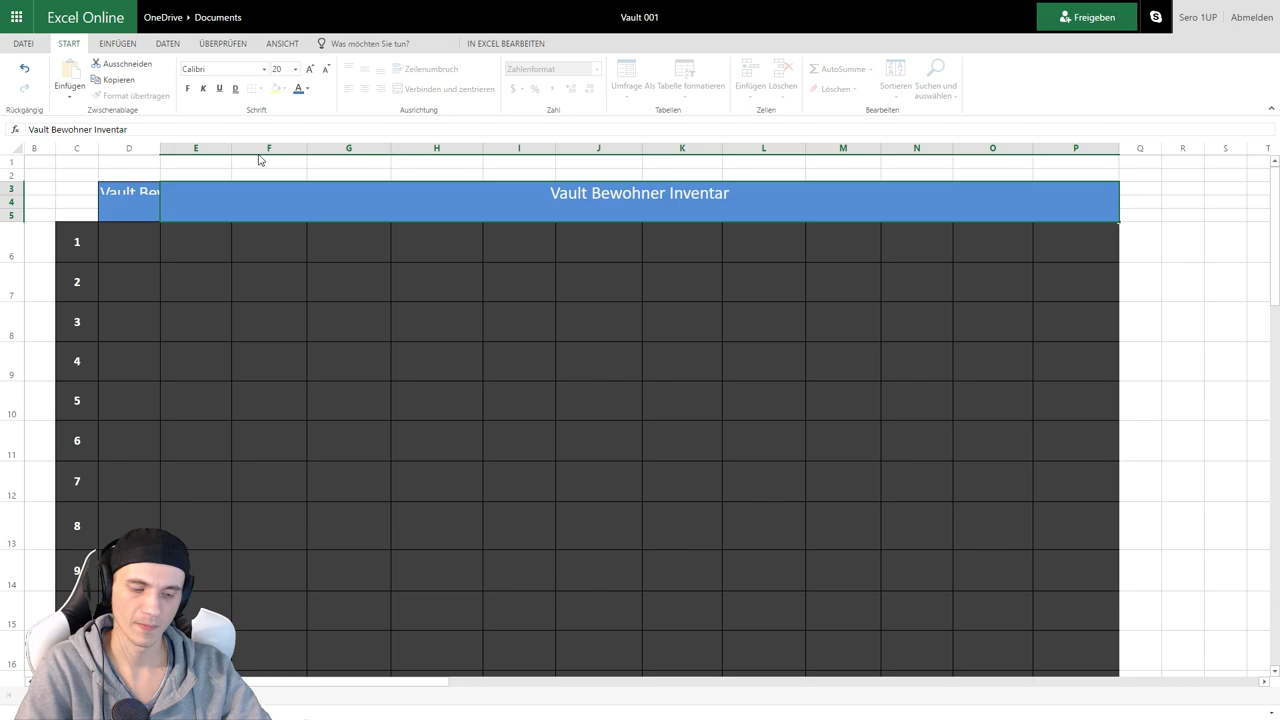 Excel Online
OneDrive ▸ Documents
Vault 001
Freigeben
Sero 1UP
Abmelden
DATEI
START
EINFÜGEN
DATEN
ÜBERPRÜFEN
ANSICHT
Was möchten Sie tun?
IN EXCEL BEARBEITEN
Rückgängig
Einfügen
Ausschneiden
Kopieren
Format übertragen
Zwischenablage
Calibri
20
Schrift
Zeilenumbruch
Verbinden und zentrieren
Ausrichtung
Zahlenformat
Zahl
Umfrage
Als Tabelle formatieren
Tabellen
Einfügen
Löschen
Zellen
AutoSumme
Löschen
Sortieren
Suchen und auswählen
Bearbeiten
fx Vault Bewohner Inventar
B C D E F G H I J K L M N O P Q R S T
1
2
3
4
5
Vault Bew
Vault Bewohner Inventar
6 1
7 2
8 3
9 4
10 5
11 6
12 7
13 8
14 9
15
16